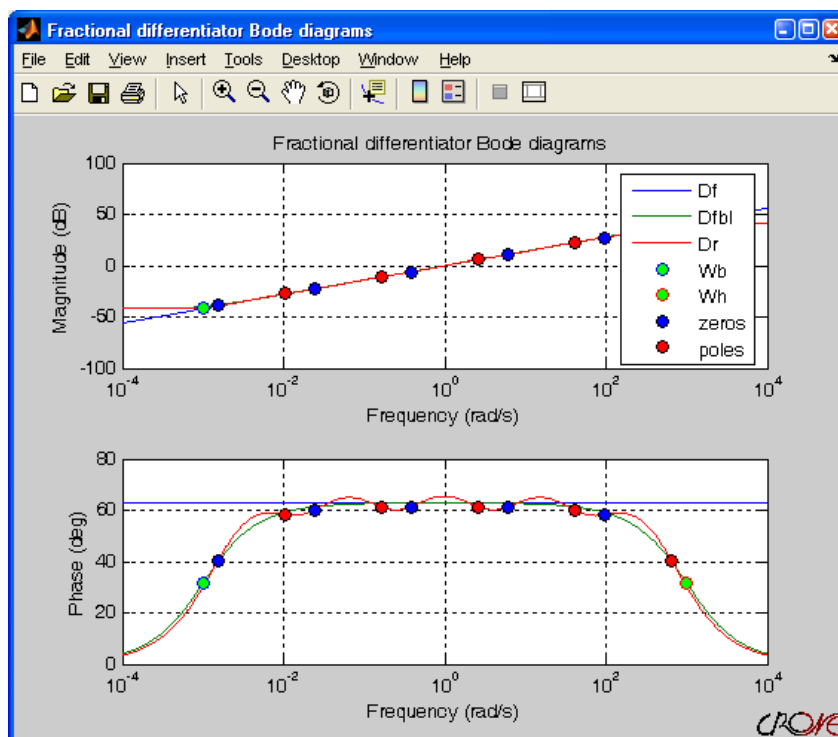 Fractional differentiator Bode diagrams
File Edit View Insert Tools Desktop Window Help
Fractional differentiator Bode diagrams
Magnitude (dB)
100
50
0
-50
-100
10^-4 10^-2 10^0 10^2 10^4
Frequency (rad/s)
Df
Dfbl
Dr
Wb
Wh
zeros
poles
Phase (deg)
80
60
40
20
0
10^-4 10^-2 10^0 10^2 10^4
Frequency (rad/s)
CRONE